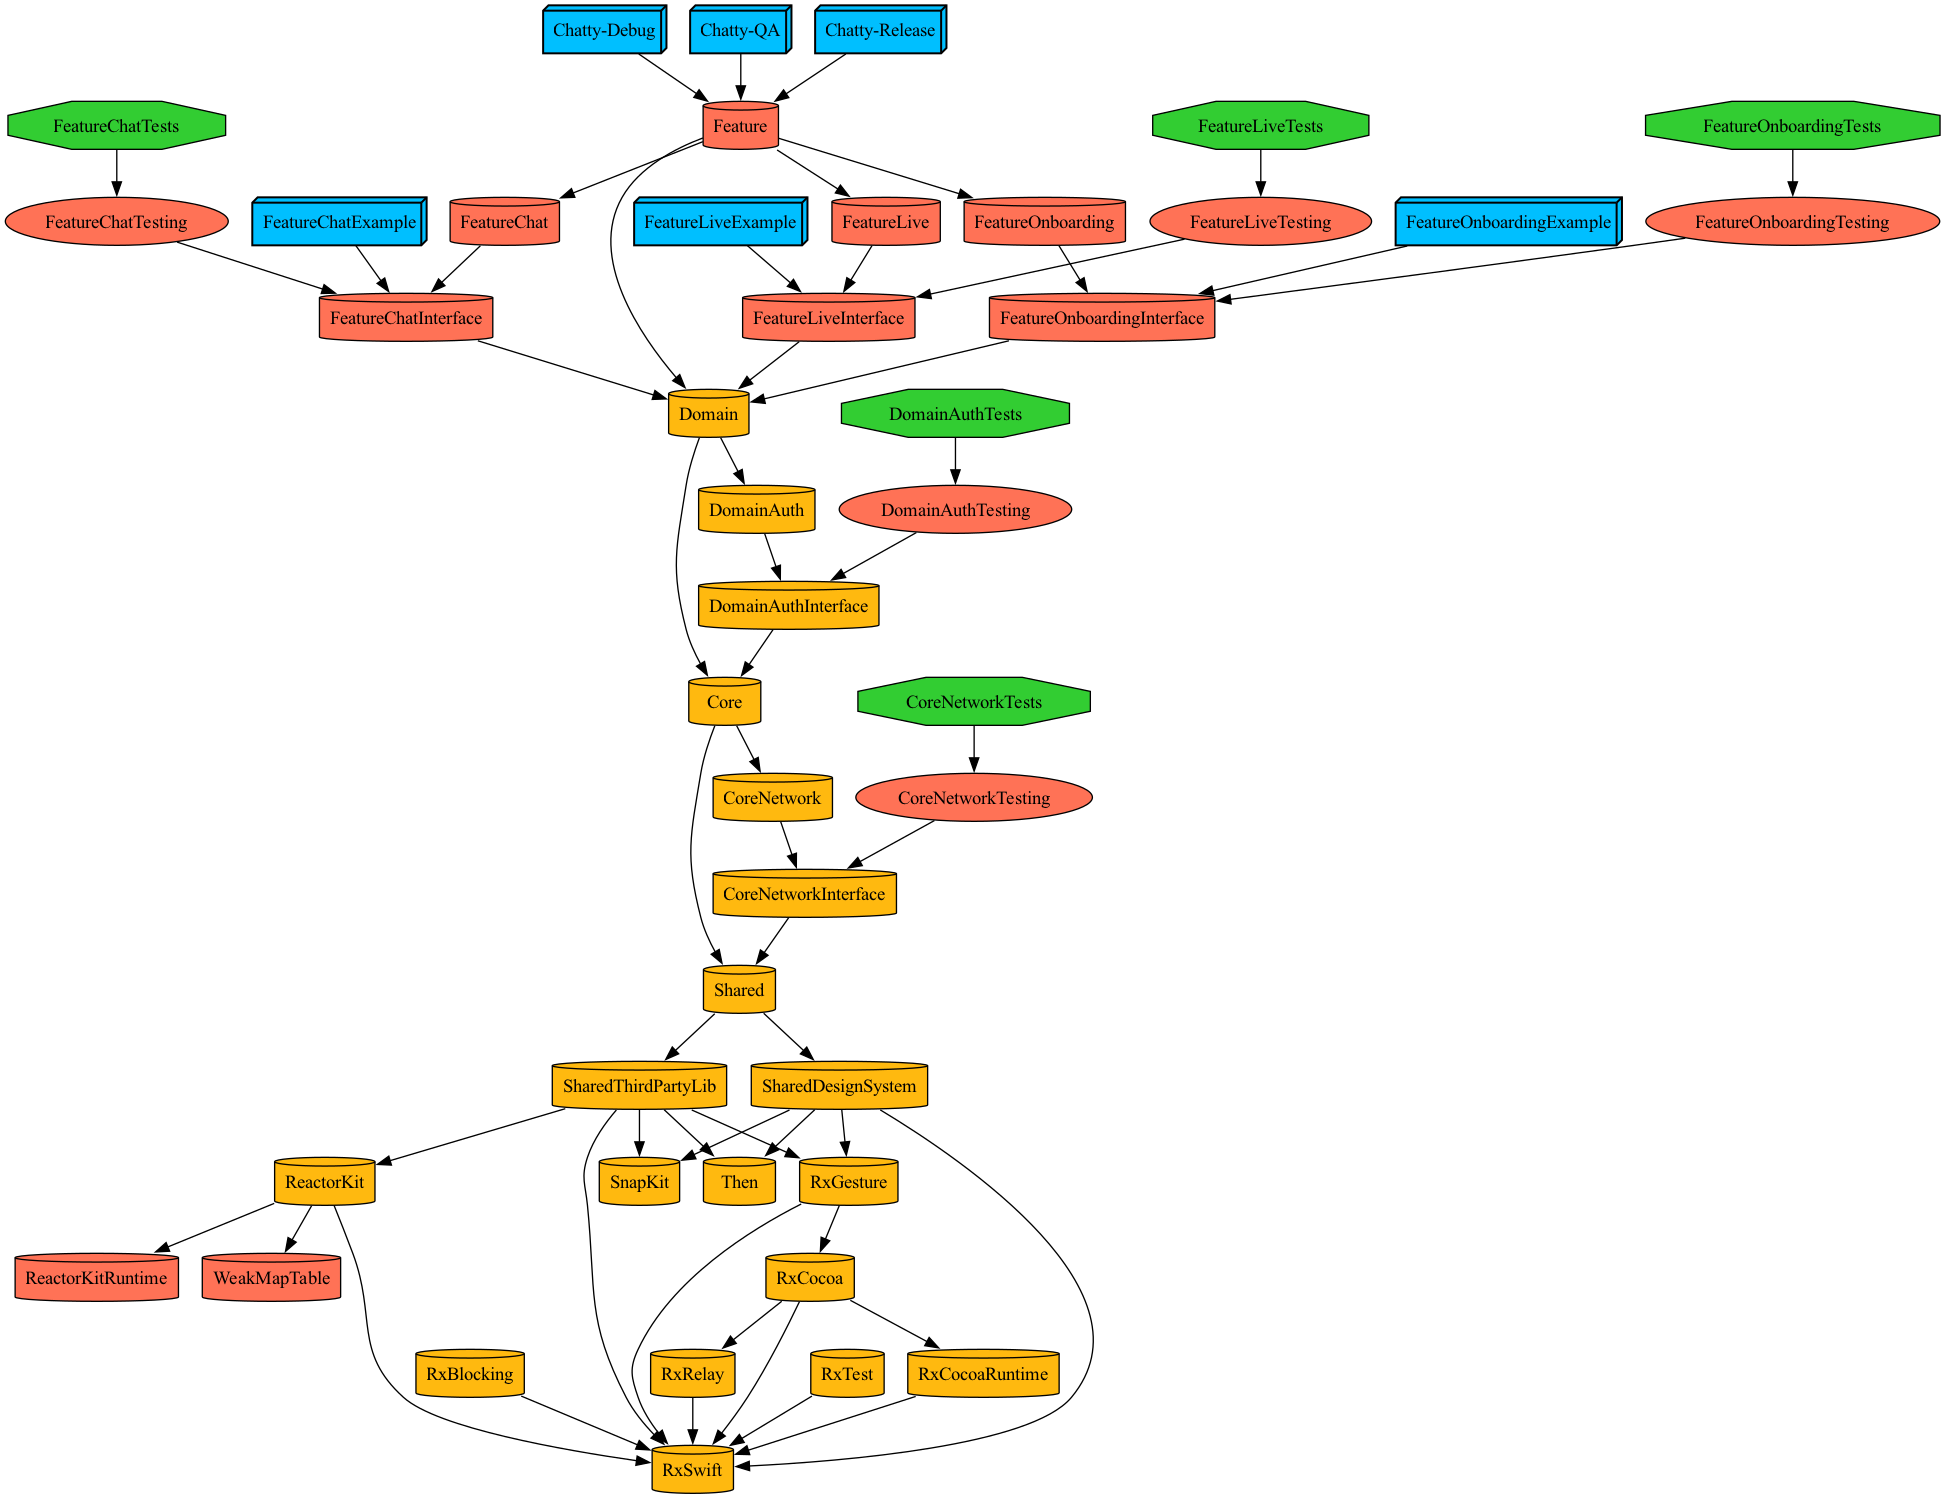 Chatty-Debug
Chatty-QA
Chatty-Release
FeatureChatTests
Feature
FeatureLiveTests
FeatureOnboardingTests
FeatureChatTesting
FeatureChatExample
FeatureChat
FeatureLiveExample
FeatureLive
FeatureOnboarding
FeatureLiveTesting
FeatureOnboardingExample
FeatureOnboardingTesting
FeatureChatInterface
FeatureLiveInterface
FeatureOnboardingInterface
Domain
DomainAuthTests
DomainAuth
DomainAuthTesting
DomainAuthInterface
Core
CoreNetworkTests
CoreNetwork
CoreNetworkTesting
CoreNetworkInterface
Shared
SharedThirdPartyLib
SharedDesignSystem
ReactorKit
SnapKit
Then
RxGesture
ReactorKitRuntime
WeakMapTable
RxCocoa
RxBlocking
RxRelay
RxTest
RxCocoaRuntime
RxSwift